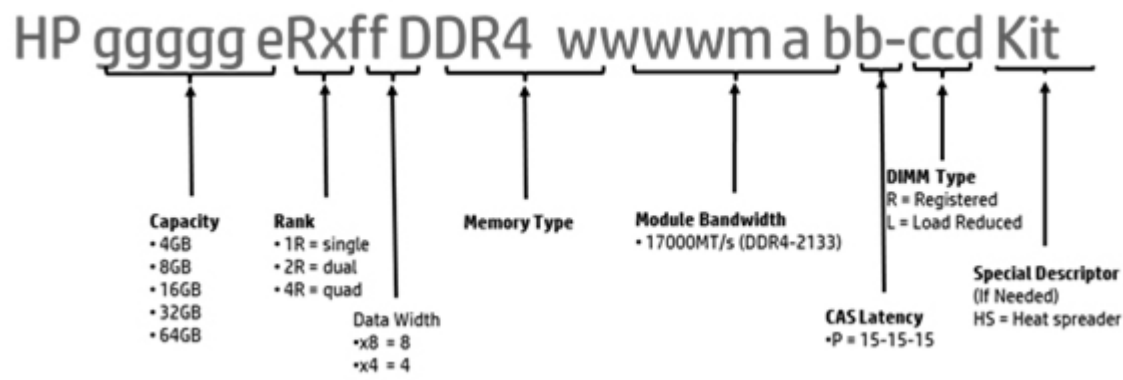 HP ggggg eRxff DDR4 wwwwm a bb-ccd Kit
Capacity
• 4GB
• 8GB
• 16GB
• 32GB
• 64GB
Rank
• 1R = single
• 2R = dual
• 4R = quad
Data Width
•x8 = 8
•x4 = 4
Memory Type
Module Bandwidth
• 17000MT/s (DDR4-2133)
CAS Latency
•P = 15-15-15
DIMM Type
R = Registered
L = Load Reduced
Special Descriptor
(If Needed)
HS = Heat spreader